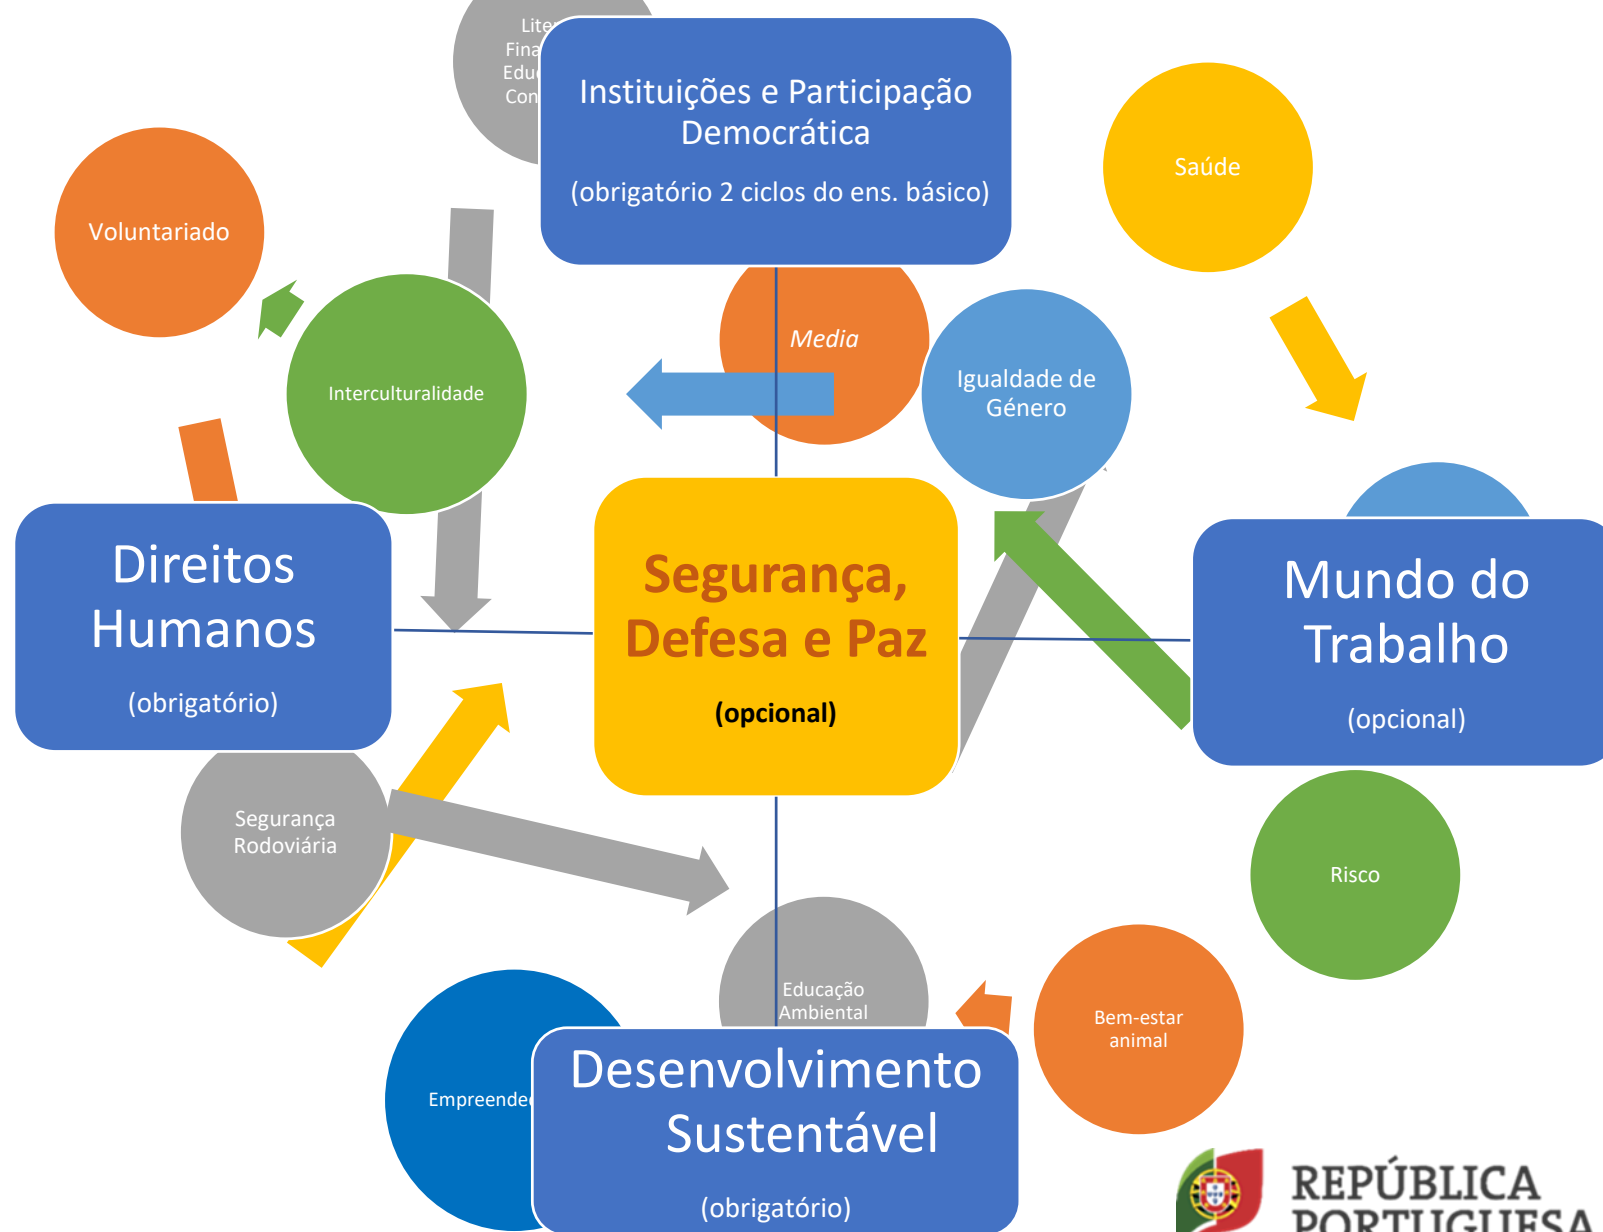 Instituições e Participação
Democrática
(obrigatório 2 ciclos do ens. básico)
Saúde
Voluntariado
Media
Igualdade de
Género
Interculturalidade
Direitos
Humanos
(obrigatório)
Segurança,
Defesa e Paz
(opcional)
Mundo do
Trabalho
(opcional)
Segurança
Rodoviária
Risco
Educação
Ambiental
Bem-estar
animal
Desenvolvimento
Sustentável
(obrigatório)
REPÚBLICA
PORTUGUESA